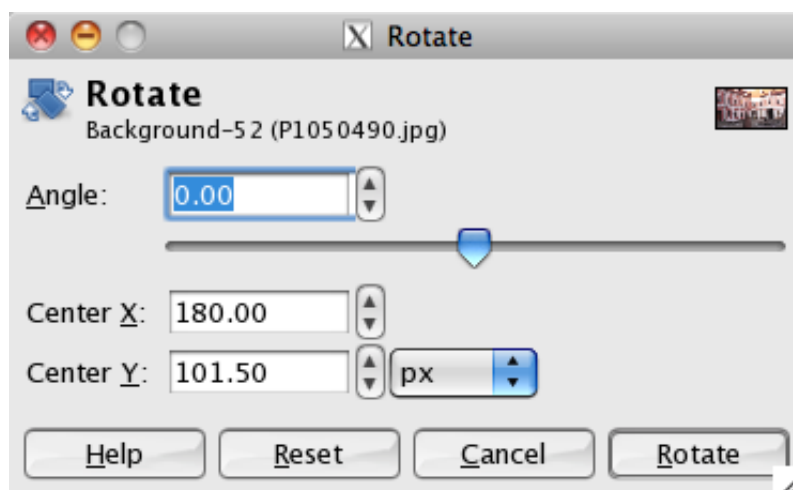 X Rotate
Rotate
Background-52 (P1050490.jpg)
Angle: 0.00
Center X: 180.00
Center Y: 101.50 px
Help Reset Cancel Rotate